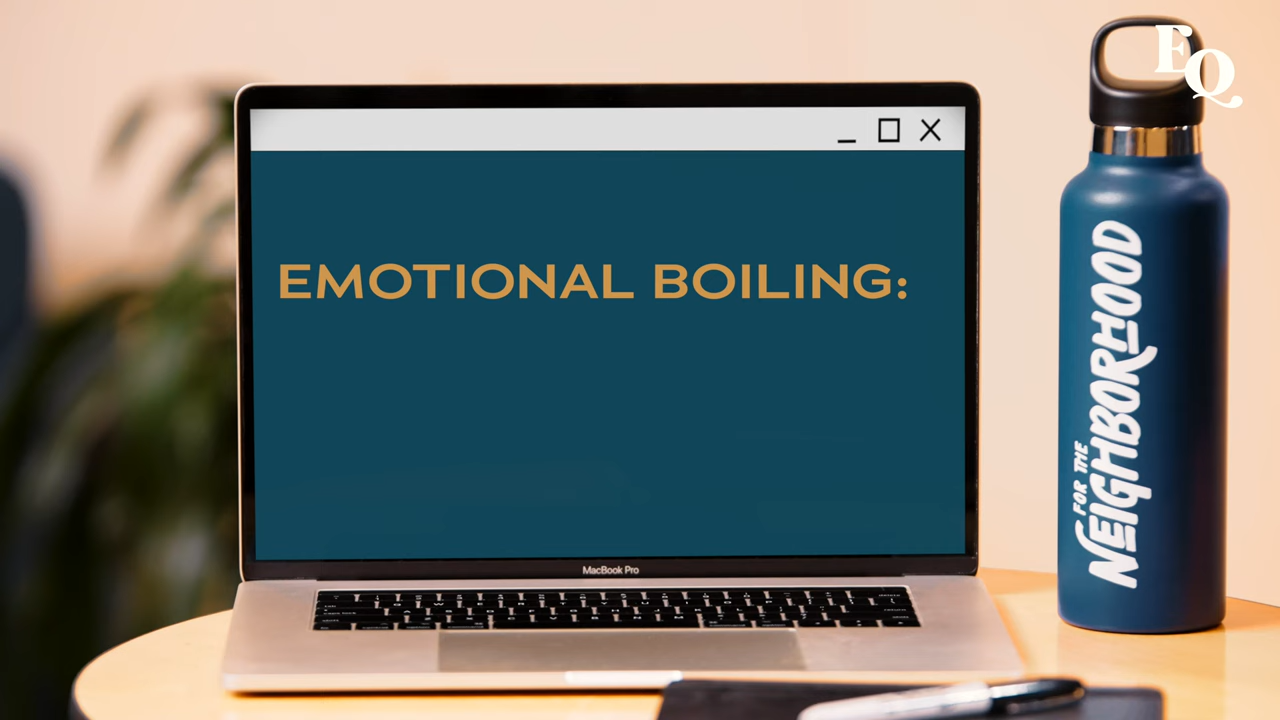 EMOTIONAL BOILING:
MacBook Pro
FOR THE
NEIGHBORHOOD
EQ